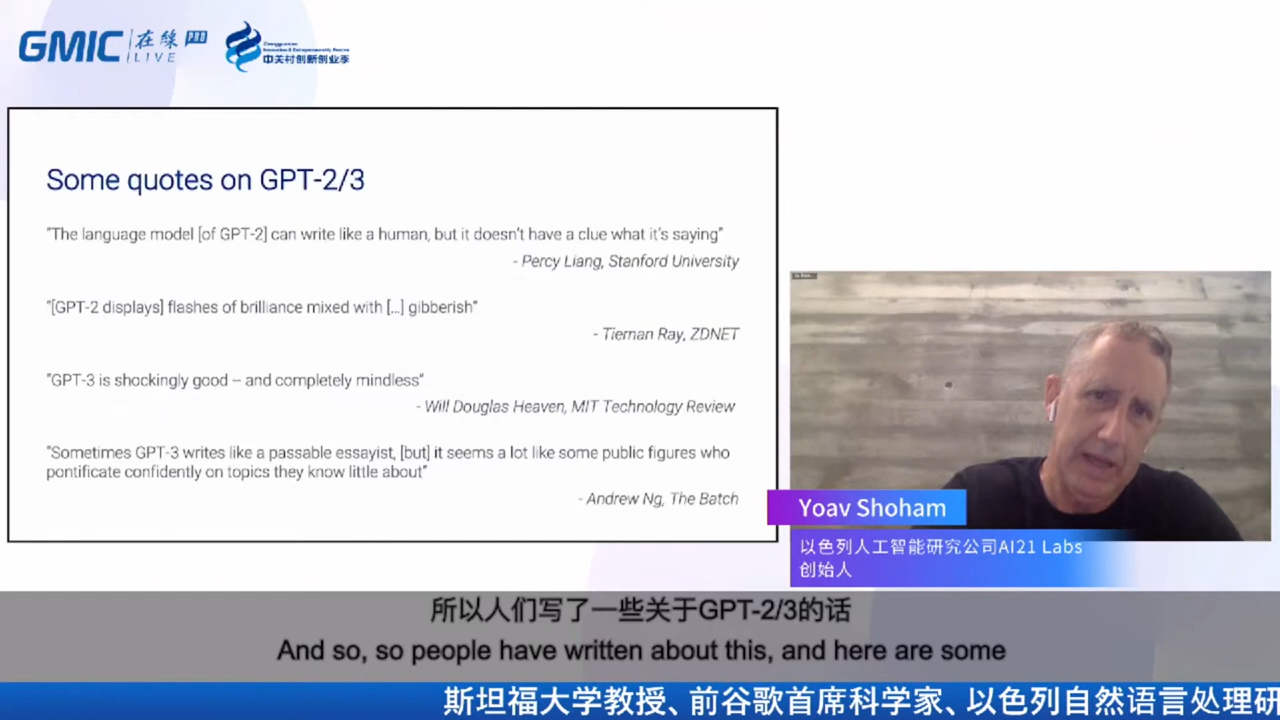 GMIC 在線 PRO
LIVE
Zhongguancun
Innovation & Entrepreneurship Season
中关村创新创业季
Some quotes on GPT-2/3
"The language model [of GPT-2] can write like a human, but it doesn't have a clue what it's saying"
- Percy Liang, Stanford University
"[GPT-2 displays] flashes of brilliance mixed with [...] gibberish"
- Tiernan Ray, ZDNET
"GPT-3 is shockingly good -- and completely mindless"
- Will Douglas Heaven, MIT Technology Review
"Sometimes GPT-3 writes like a passable essayist, [but] it seems a lot like some public figures who
pontificate confidently on topics they know little about"
- Andrew Ng, The Batch
Yoav Shoham
以色列人工智能研究公司AI21 Labs
创始人
所以人们写了一些关于GPT-2/3的话
And so, so people have written about this, and here are some
斯坦福大学教授、前谷歌首席科学家、以色列自然语言处理研